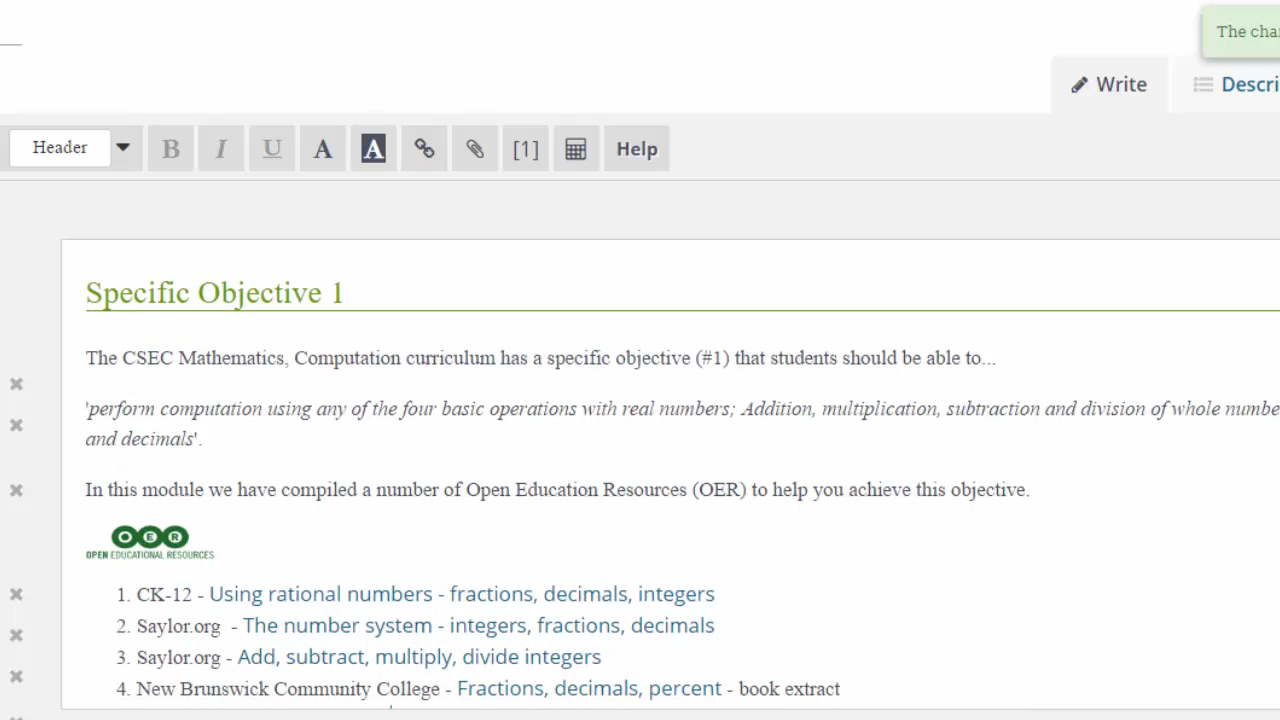 The cha
Write
Descri
Header
B I U A A [1] Help
Specific Objective 1
The CSEC Mathematics, Computation curriculum has a specific objective (#1) that students should be able to...
'perform computation using any of the four basic operations with real numbers; Addition, multiplication, subtraction and division of whole numbe
and decimals'.
In this module we have compiled a number of Open Education Resources (OER) to help you achieve this objective.
OER
OPEN EDUCATIONAL RESOURCES
1. CK-12 - Using rational numbers - fractions, decimals, integers
2. Saylor.org - The number system - integers, fractions, decimals
3. Saylor.org - Add, subtract, multiply, divide integers
4. New Brunswick Community College - Fractions, decimals, percent - book extract